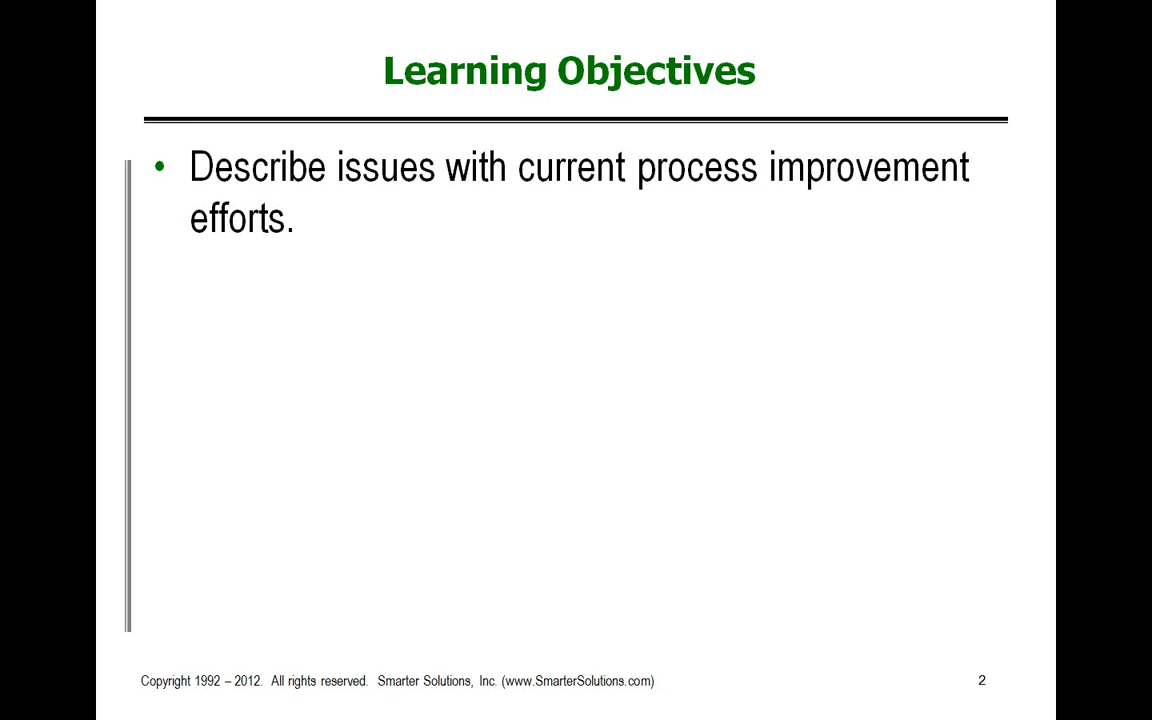 Learning Objectives
• Describe issues with current process improvement
efforts.
Copyright 1992 – 2012. All rights reserved. Smarter Solutions, Inc. (www.SmarterSolutions.com)
2